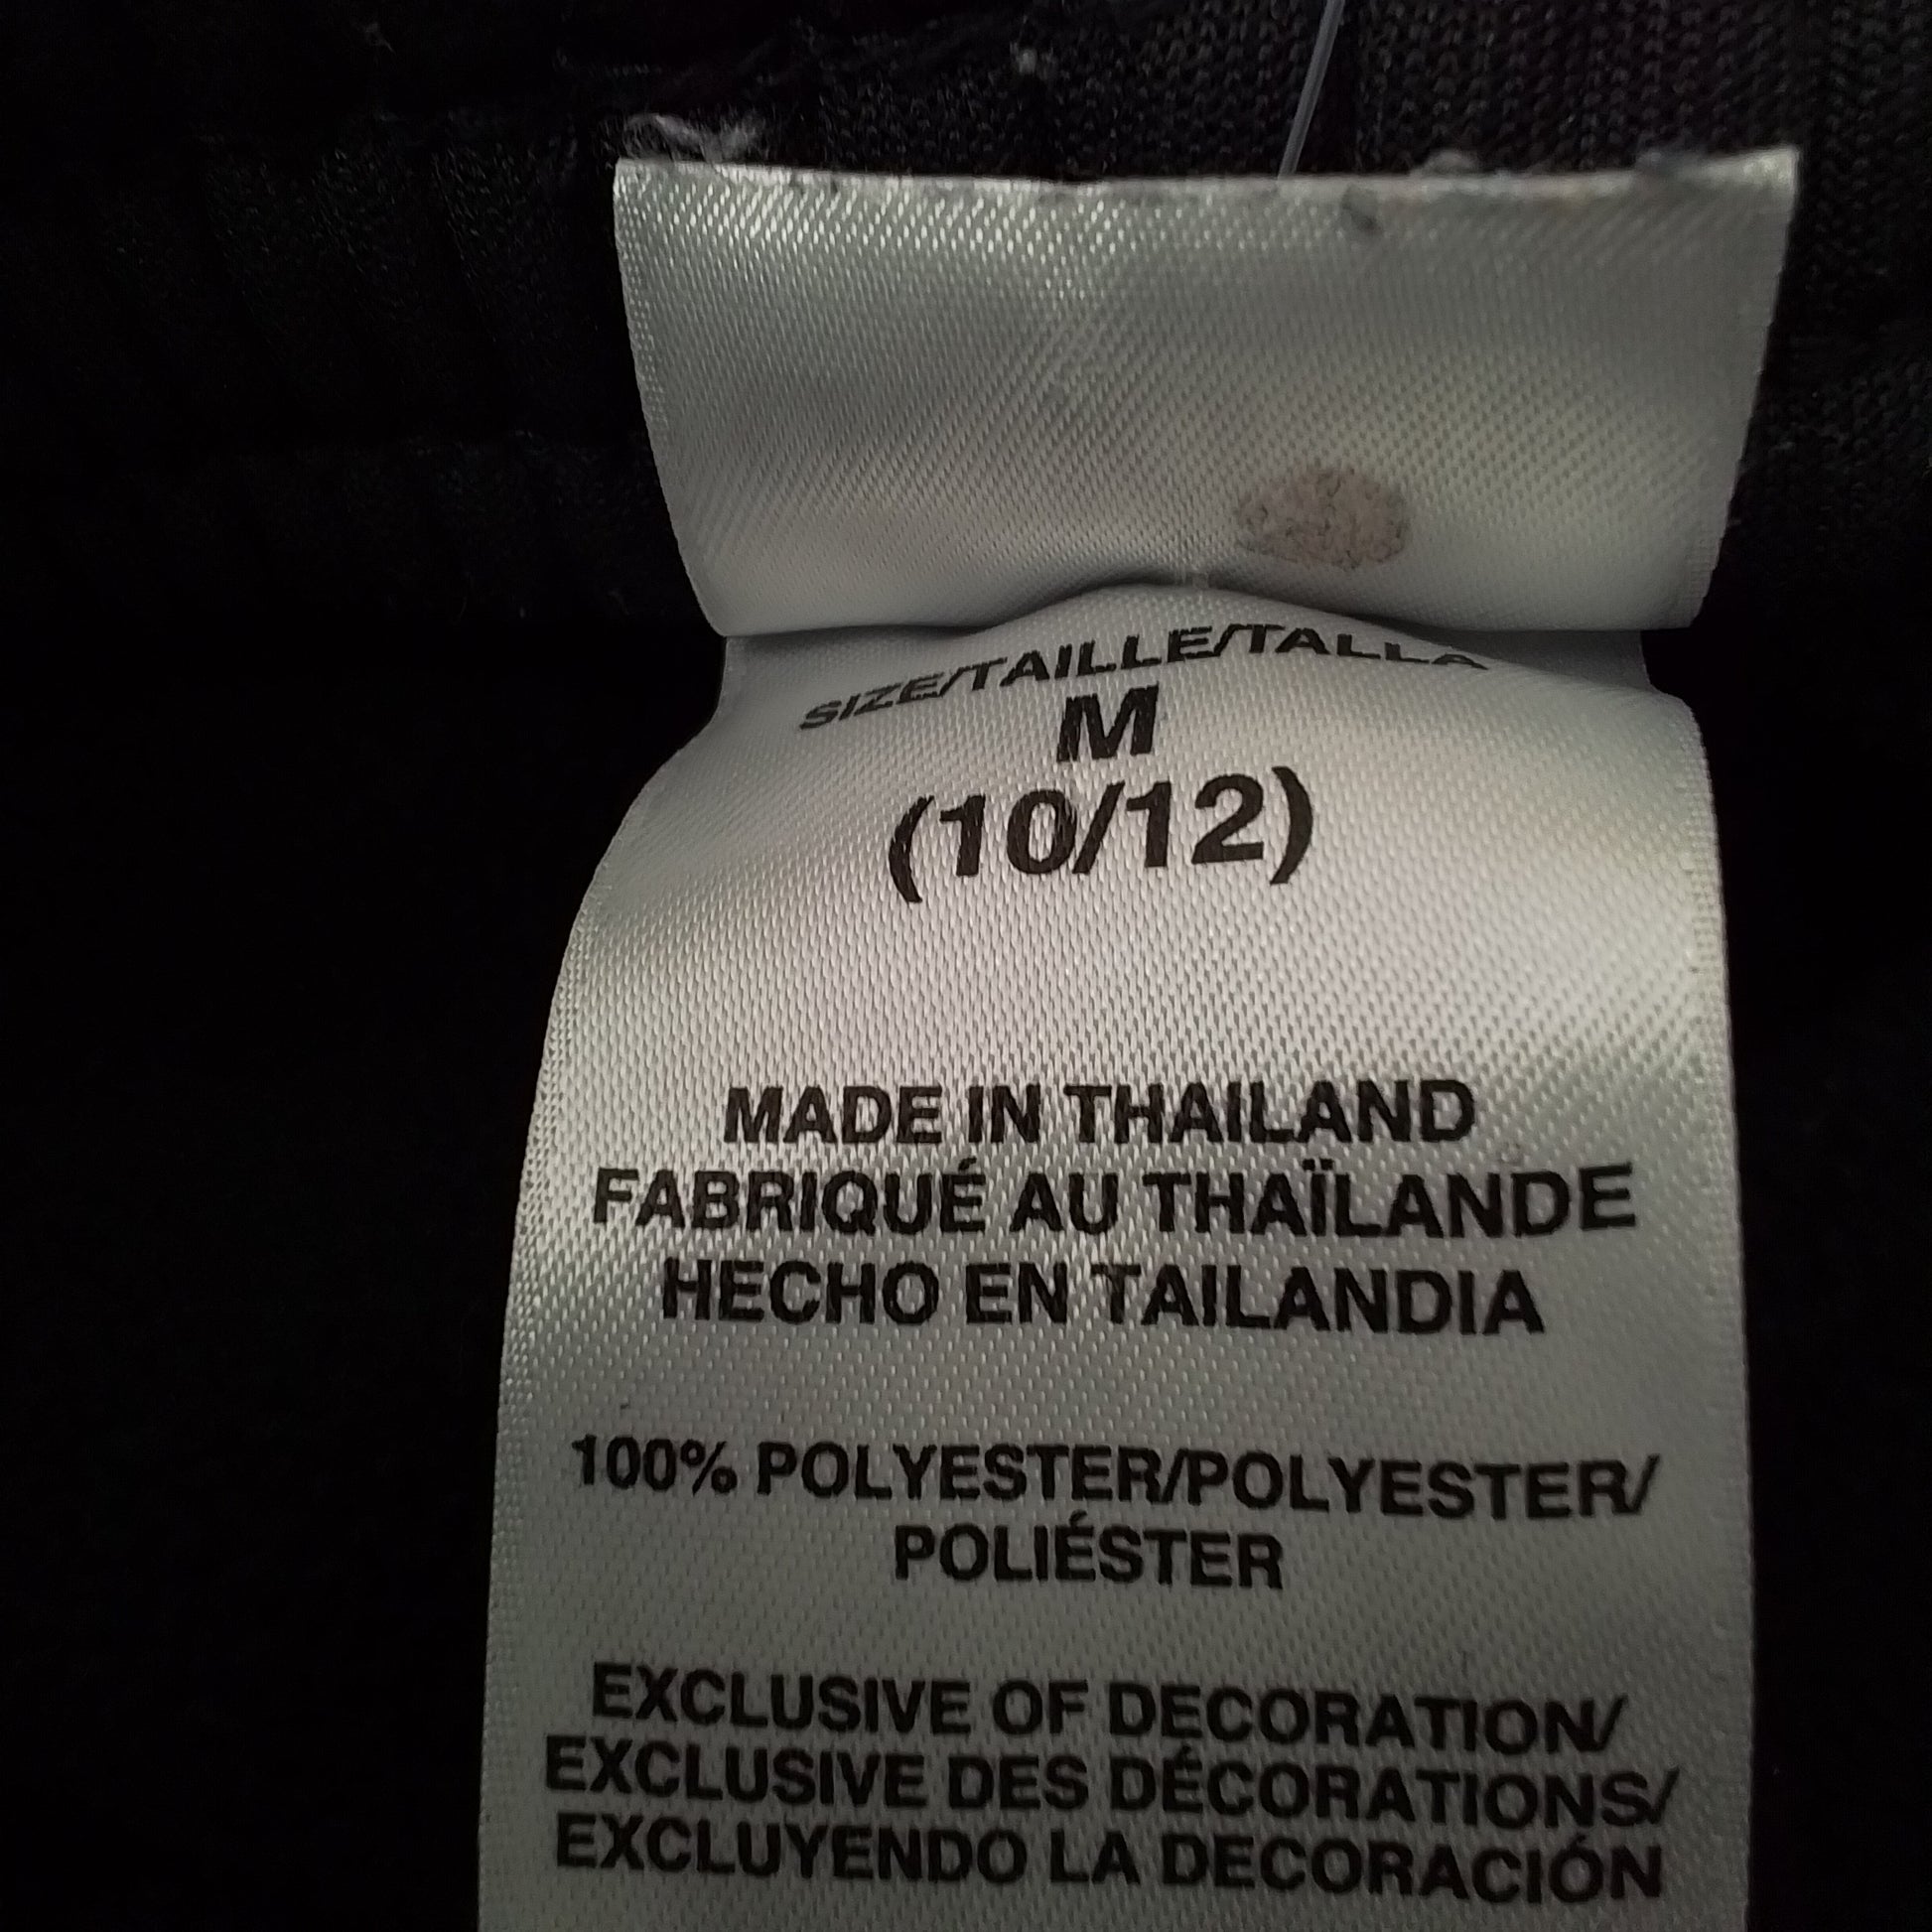 SIZE/TAILLE/TALLA
M
(10/12)
MADE IN THAILAND
FABRIQUÉ AU THAÏLANDE
HECHO EN TAILANDIA
100% POLYESTER/POLYESTER/
POLIÉSTER
EXCLUSIVE OF DECORATION/
EXCLUSIVE DES DÉCORATIONS/
EXCLUYENDO LA DECORACIÓN